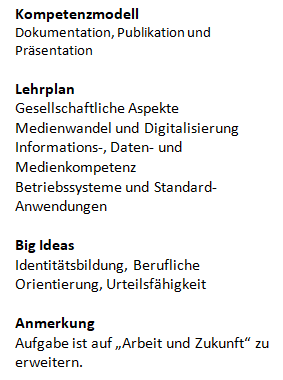 Kompetenzmodell
Dokumentation, Publikation und
Präsentation
Lehrplan
Gesellschaftliche Aspekte
Medienwandel und Digitalisierung
Informations-, Daten- und
Medienkompetenz
Betriebssysteme und Standard-
Anwendungen
Big Ideas
Identitätsbildung, Berufliche
Orientierung, Urteilsfähigkeit
Anmerkung
Aufgabe ist auf „Arbeit und Zukunft“ zu
erweitern.